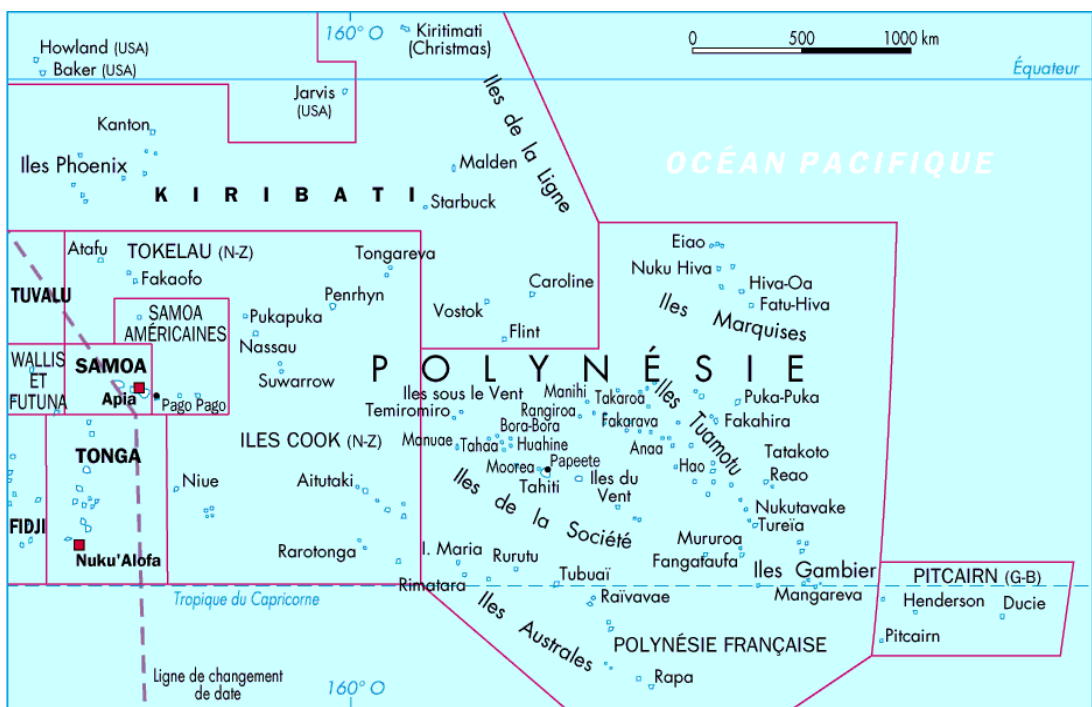 160° O
Kiritimati
(Christmas)
0 500 1000 km
Howland (USA)
Baker (USA)
Équateur
Jarvis
(USA)
Iles de la Ligne
Kanton
Iles Phoenix
Malden
OCÉAN PACIFIQUE
KIRIBATI
Starbuck
Atafu
TOKELAU (N-Z)
Tongareva
Eiao
Fakaofo
Nuku Hiva
Hiva-Oa
Caroline
TUVALU
Penrhyn
Fatu-Hiva
SAMOA
AMÉRICAINES
Pukapuka
Vostok
Iles Marquises
Flint
Nassau
WALLIS
ET
FUTUNA
SAMOA
Apia
Pago Pago
Suwarrow
POLYNÉSIE
Iles sous le Vent
Manihi
Takaroa
Iles Tuamotu
Puka-Puka
Temiromiro
Rangiroa
Fakarava
Fakahira
Bora-Bora
Manuae
Tahaa
Huahine
Anaa
ILES COOK (N-Z)
TONGA
Tatakoto
Moorea
Papeete
Hao
Reao
Tahiti
Iles du
Vent
Niue
Aitutaki
Iles de la Société
Nukutavake
Tureïa
FIDJI
Mururoa
Nuku'Alofa
Rarotonga
I. Maria
Rurutu
Fangataufa
Iles Gambier
PITCAIRN (G-B)
Rimatara
Tubuaï
Mangareva
Henderson
Ducie
Tropique du Capricorne
Iles Australes
Raïvavae
Pitcairn
POLYNÉSIE FRANÇAISE
Rapa
Ligne de changement
de date
160° O